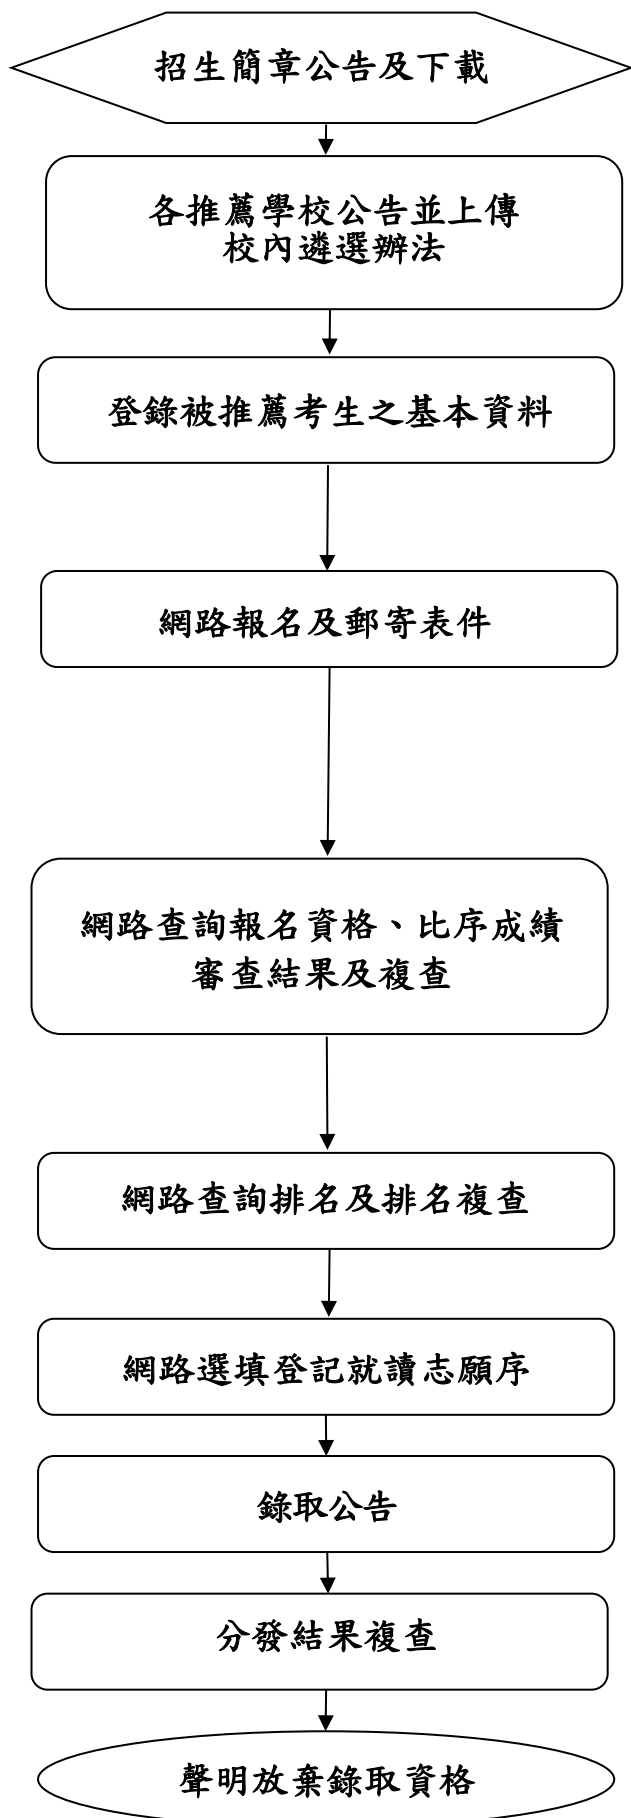 招生簡章公告及下載
各推薦學校公告並上傳
校內遴選辦法
登錄被推薦考生之基本資料
網路報名及郵寄表件
網路查詢報名資格、比序成績
審查結果及複查
網路查詢排名及排名複查
網路選填登記就讀志願序
錄取公告
分發結果複查
聲明放棄錄取資格